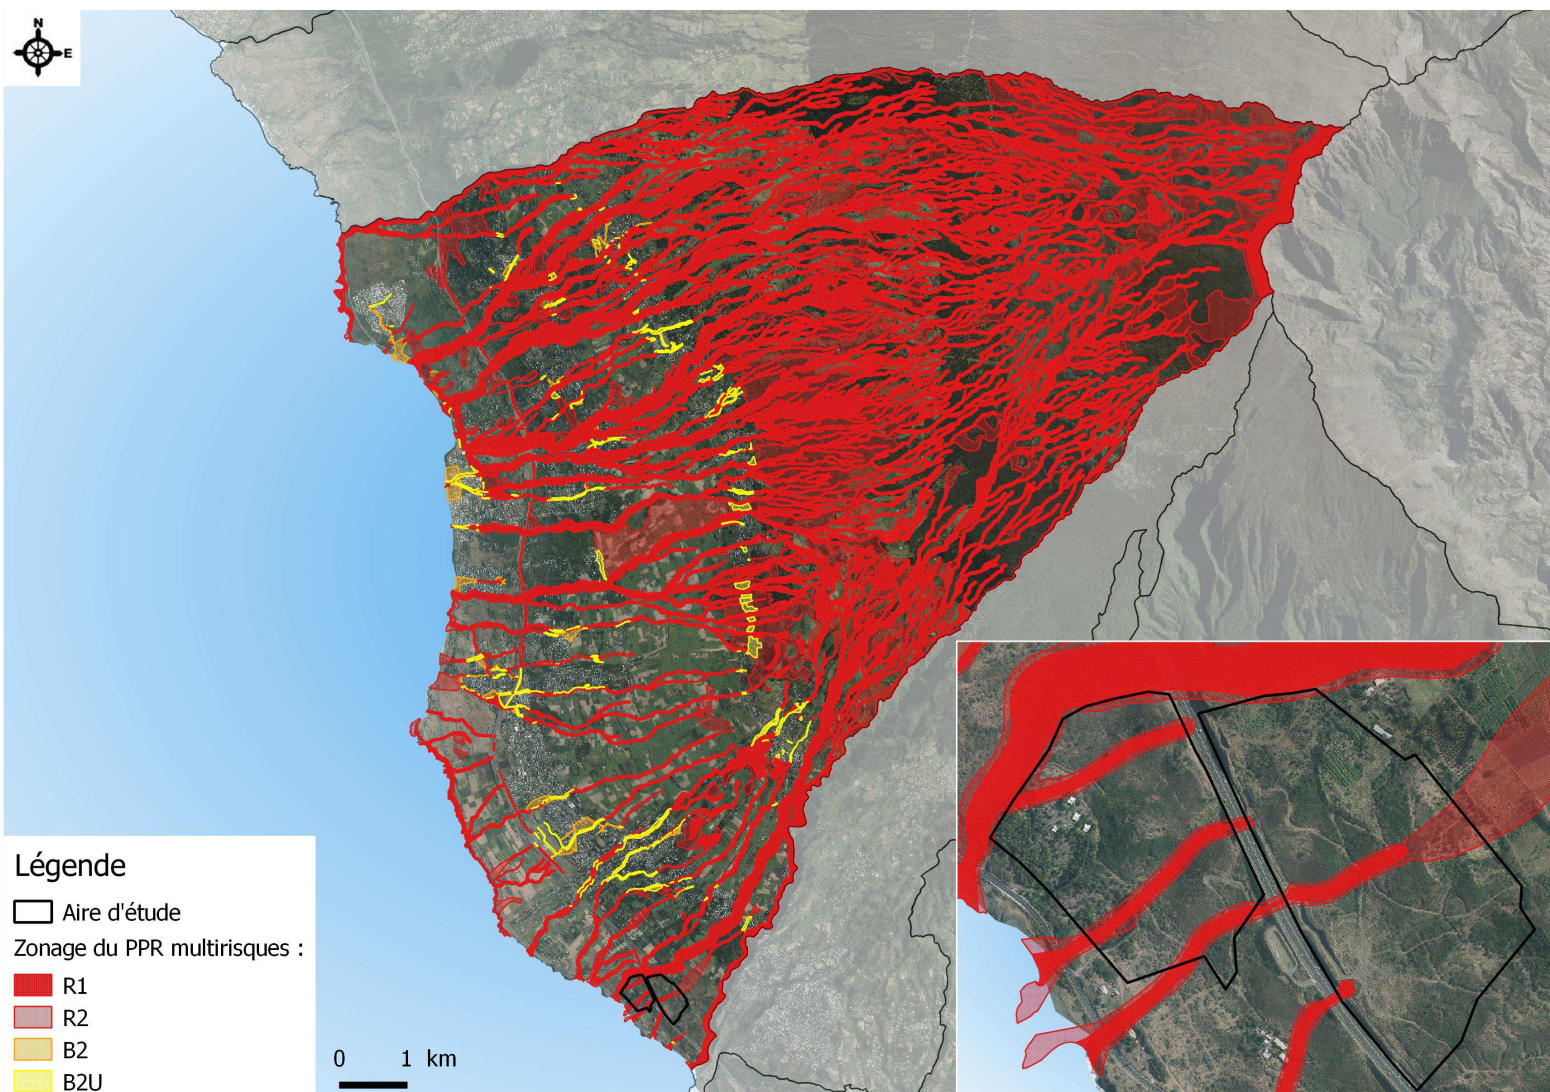 N
E
Légende
Aire d'étude
Zonage du PPR multirisques :
R1
R2
B2
B2U
0 1 km